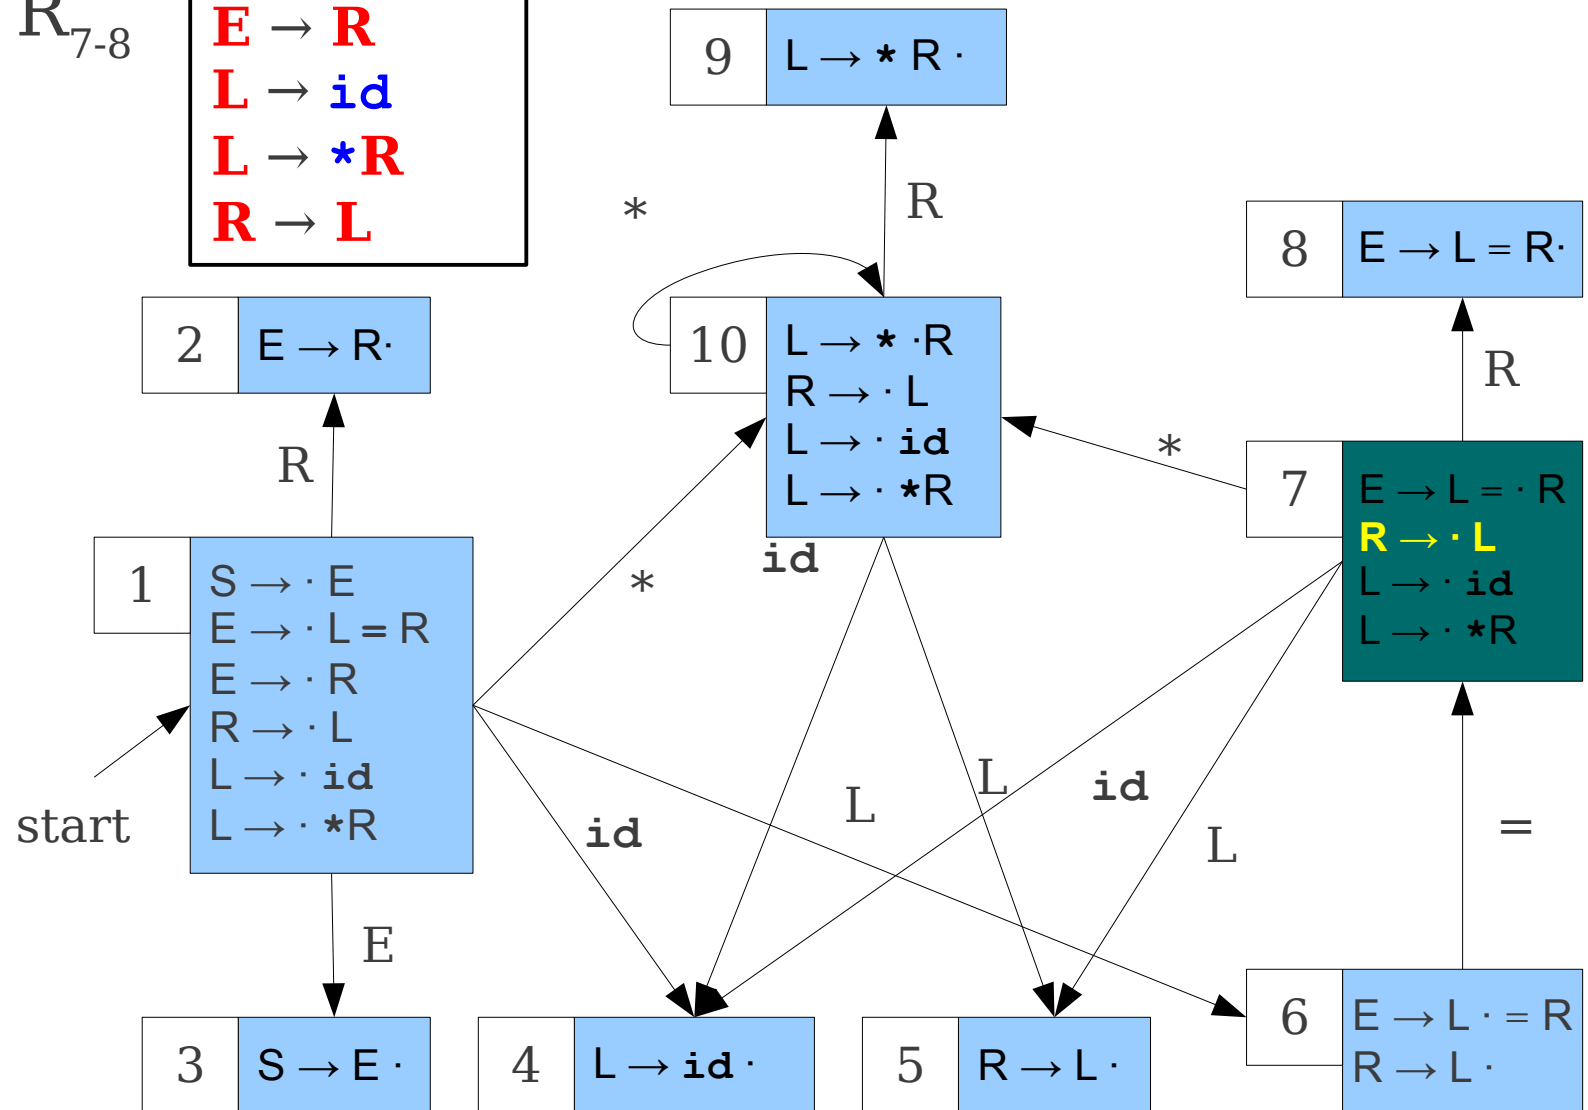 R7-8
E → R
L → id
L → *R
R → L
9
L → * R ·
*
R
8
E → L = R·
2
E → R·
10
L → * ·R
R → · L
L → · id
L → · *R
R
R
*
7
E → L = · R
R → · L
L → · id
L → · *R
1
S → · E
E → · L = R
E → · R
R → · L
L → · id
L → · *R
*
id
start
id
L
L
id
L
=
E
3
S → E ·
4
L → id ·
5
R → L ·
6
E → L · = R
R → L ·